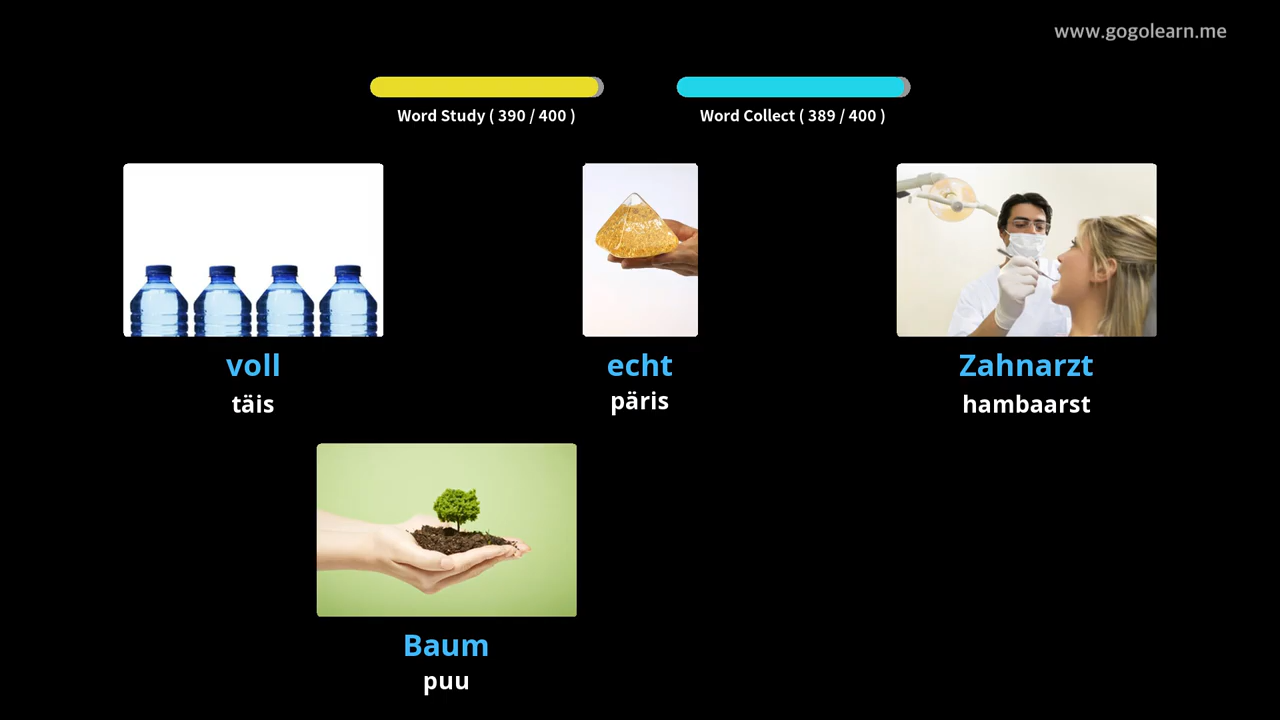 www.gogolearn.me
Word Study ( 390 / 400 )
Word Collect ( 389 / 400 )
voll
täis
echt
päris
Zahnarzt
hambaarst
Baum
puu